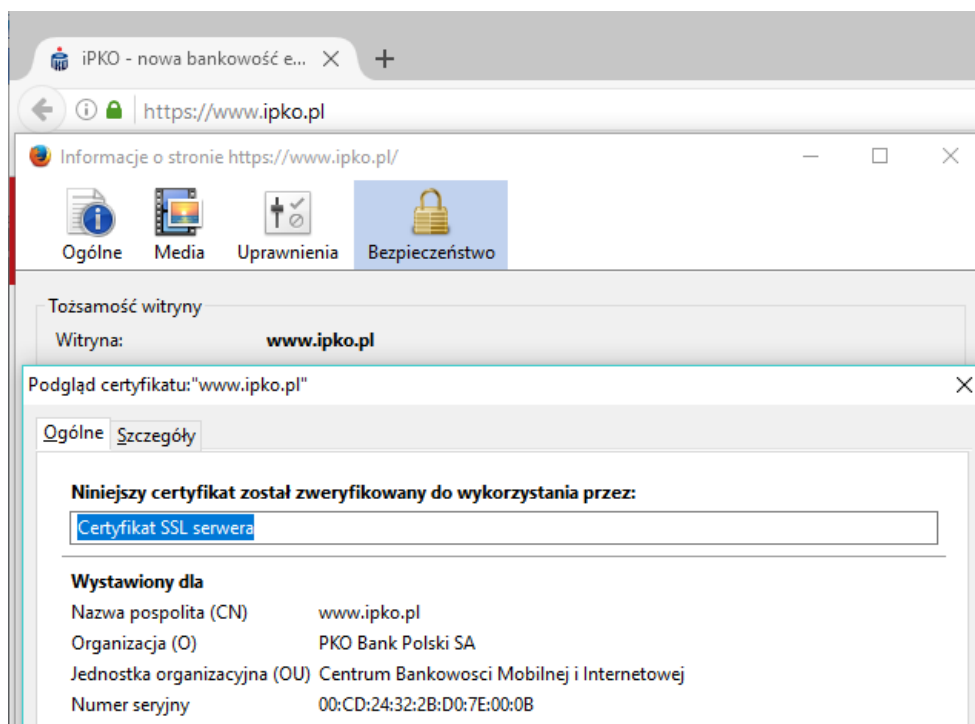 iPKO - nowa bankowość e...
https://www.ipko.pl
Informacje o stronie https://www.ipko.pl/
Ogólne Media Uprawnienia Bezpieczeństwo
Tożsamość witryny
Witryna: www.ipko.pl
Podgląd certyfikatu:"www.ipko.pl"
Ogólne Szczegóły
Niniejszy certyfikat został zweryfikowany do wykorzystania przez:
Certyfikat SSL serwera
Wystawiony dla
Nazwa pospolita (CN) www.ipko.pl
Organizacja (O) PKO Bank Polski SA
Jednostka organizacyjna (OU) Centrum Bankowosci Mobilnej i Internetowej
Numer seryjny 00:CD:24:32:2B:D0:7E:00:0B